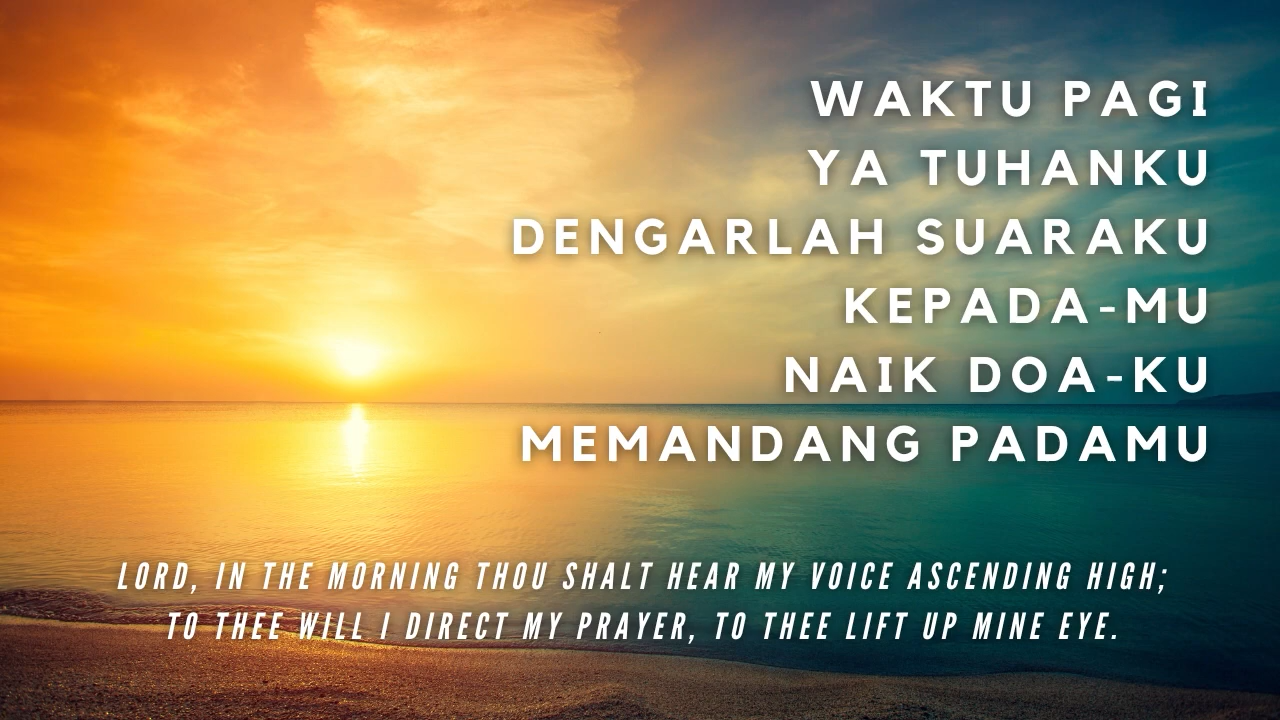 WAKTU PAGI
YA TUHANKU
DENGARLAH SUARAKU
KEPADA-MU
NAIK DOA-KU
MEMANDANG PADAMU
LORD, IN THE MORNING THOU SHALT HEAR MY VOICE ASCENDING HIGH;
TO THEE WILL I DIRECT MY PRAYER, TO THEE LIFT UP MINE EYE.